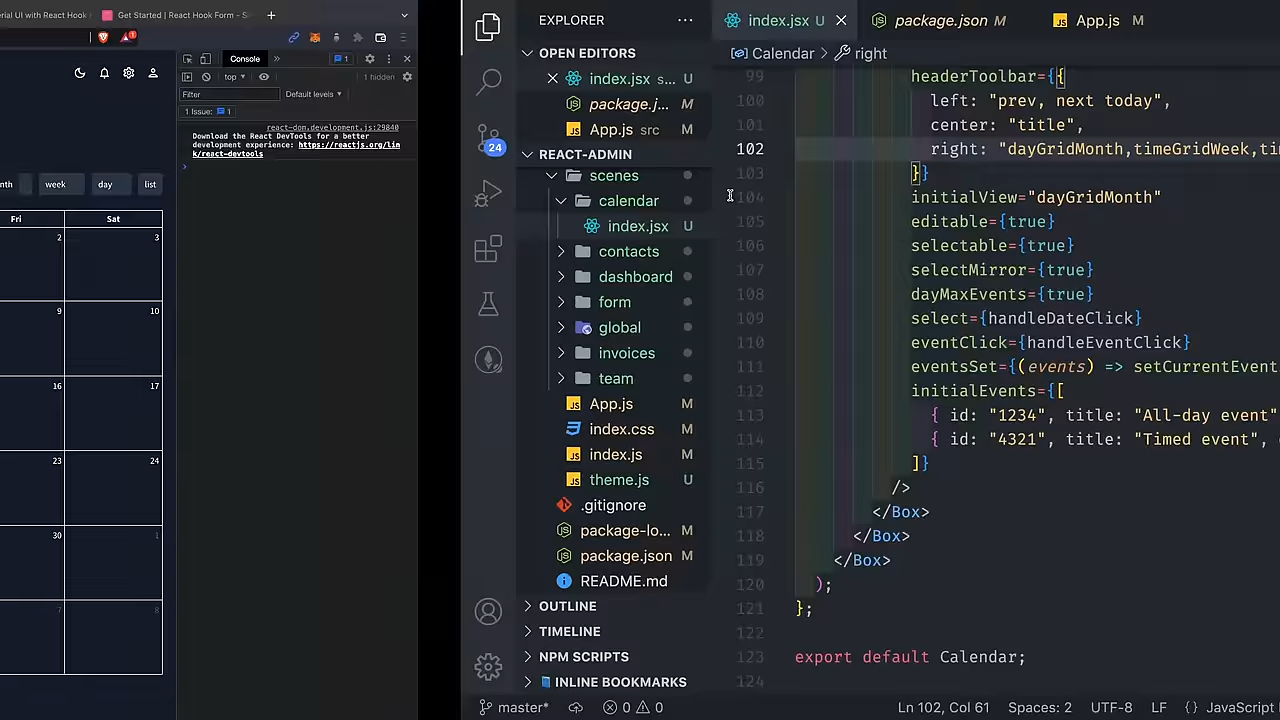 rial UI with React Hook
Get Started | React Hook Form - S
Console
1
top
1 hidden
Filter
Default levels
1 Issue: 1
react-dom.development.js:29840
Download the React DevTools for a better
development experience: https://reactjs.org/lin
k/react-devtools
nth
week
day
list
Fri
Sat
2
3
9
10
16
17
23
24
30
1
7
8
EXPLORER
OPEN EDITORS
index.jsx s... U
package.j... M
App.js src M
REACT-ADMIN
scenes
calendar
index.jsx U
contacts
dashboard
form
global
invoices
team
App.js M
index.css M
index.js M
theme.js U
.gitignore
package-lo... M
package.json M
README.md
OUTLINE
TIMELINE
NPM SCRIPTS
INLINE BOOKMARKS
24
index.jsx U
package.json M
App.js M
Calendar > right
99 headerToolbar={{
100 left: "prev, next today",
101 center: "title",
102 right: "dayGridMonth,timeGridWeek,ti
103 }}
104 initialView="dayGridMonth"
105 editable={true}
106 selectable={true}
107 selectMirror={true}
108 dayMaxEvents={true}
109 select={handleDateClick}
110 eventClick={handleEventClick}
111 eventsSet={(events) => setCurrentEvent
112 initialEvents={[
113 { id: "1234", title: "All-day event"
114 { id: "4321", title: "Timed event",
115 ]}
116 />
117 </Box>
118 </Box>
119 </Box>
120 );
121 };
122
123 export default Calendar;
124
master* 0 0
Ln 102, Col 61 Spaces: 2 UTF-8 LF {} JavaScript